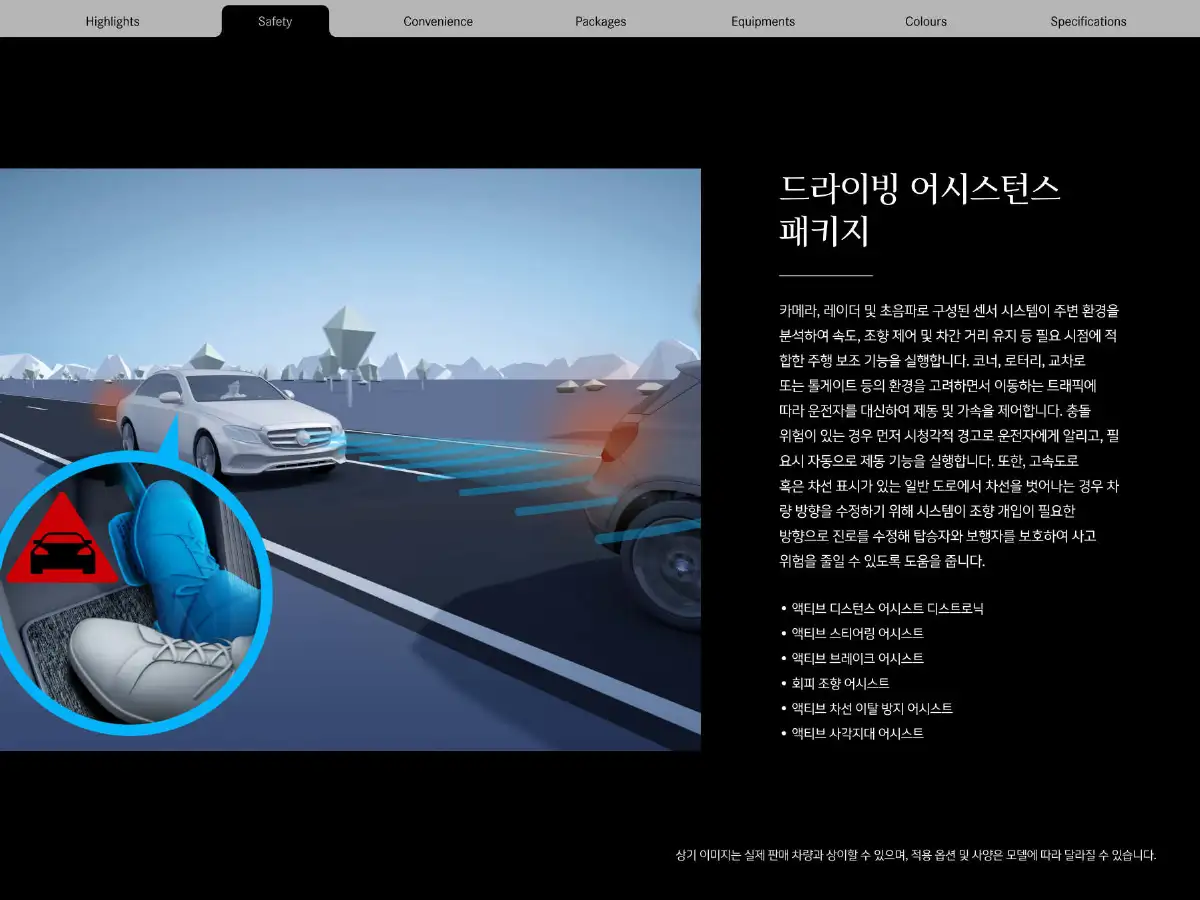 Highlights
Safety
Convenience
Packages
Equipments
Colours
Specifications
드라이빙 어시스턴스
패키지
카메라, 레이더 및 초음파로 구성된 센서 시스템이 주변 환경을
분석하여 속도, 조향 제어 및 차간 거리 유지 등 필요 시점에 적
합한 주행 보조 기능을 실행합니다. 코너, 로터리, 교차로
또는 톨게이트 등의 환경을 고려하면서 이동하는 트래픽에
따라 운전자를 대신하여 제동 및 가속을 제어합니다. 충돌
위험이 있는 경우 먼저 시청각적 경고로 운전자에게 알리고, 필
요시 자동으로 제동 기능을 실행합니다. 또한, 고속도로
혹은 차선 표시가 있는 일반 도로에서 차선을 벗어나는 경우 차
량 방향을 수정하기 위해 시스템이 조향 개입이 필요한
방향으로 진로를 수정해 탑승자와 보행자를 보호하여 사고
위험을 줄일 수 있도록 도움을 줍니다.
• 액티브 디스턴스 어시스트 디스트로닉
• 액티브 스티어링 어시스트
• 액티브 브레이크 어시스트
• 회피 조향 어시스트
• 액티브 차선 이탈 방지 어시스트
• 액티브 사각지대 어시스트
상기 이미지는 실제 판매 차량과 상이할 수 있으며, 적용 옵션 및 사양은 모델에 따라 달라질 수 있습니다.